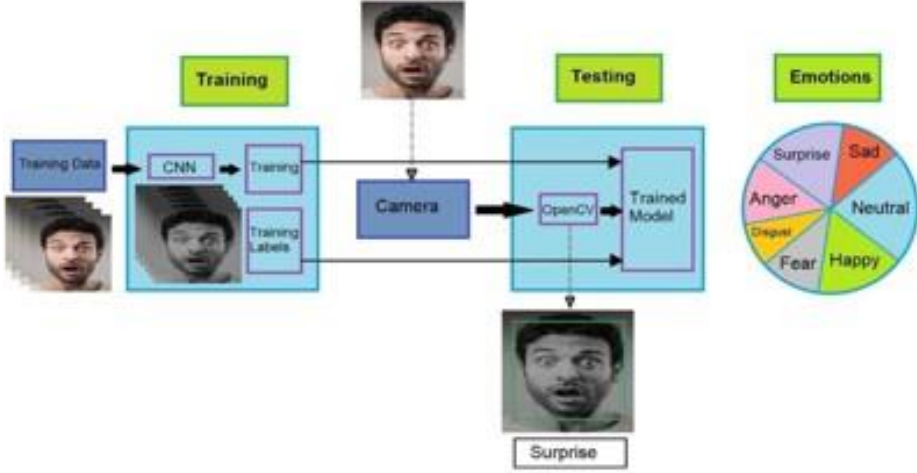 Training
Testing
Emotions
Training Data
CNN
Training
Training
Labels
Camera
OpenCV
Trained
Model
Surprise
Sad
Anger
Neutral
Disgust
Fear
Happy
Surprise